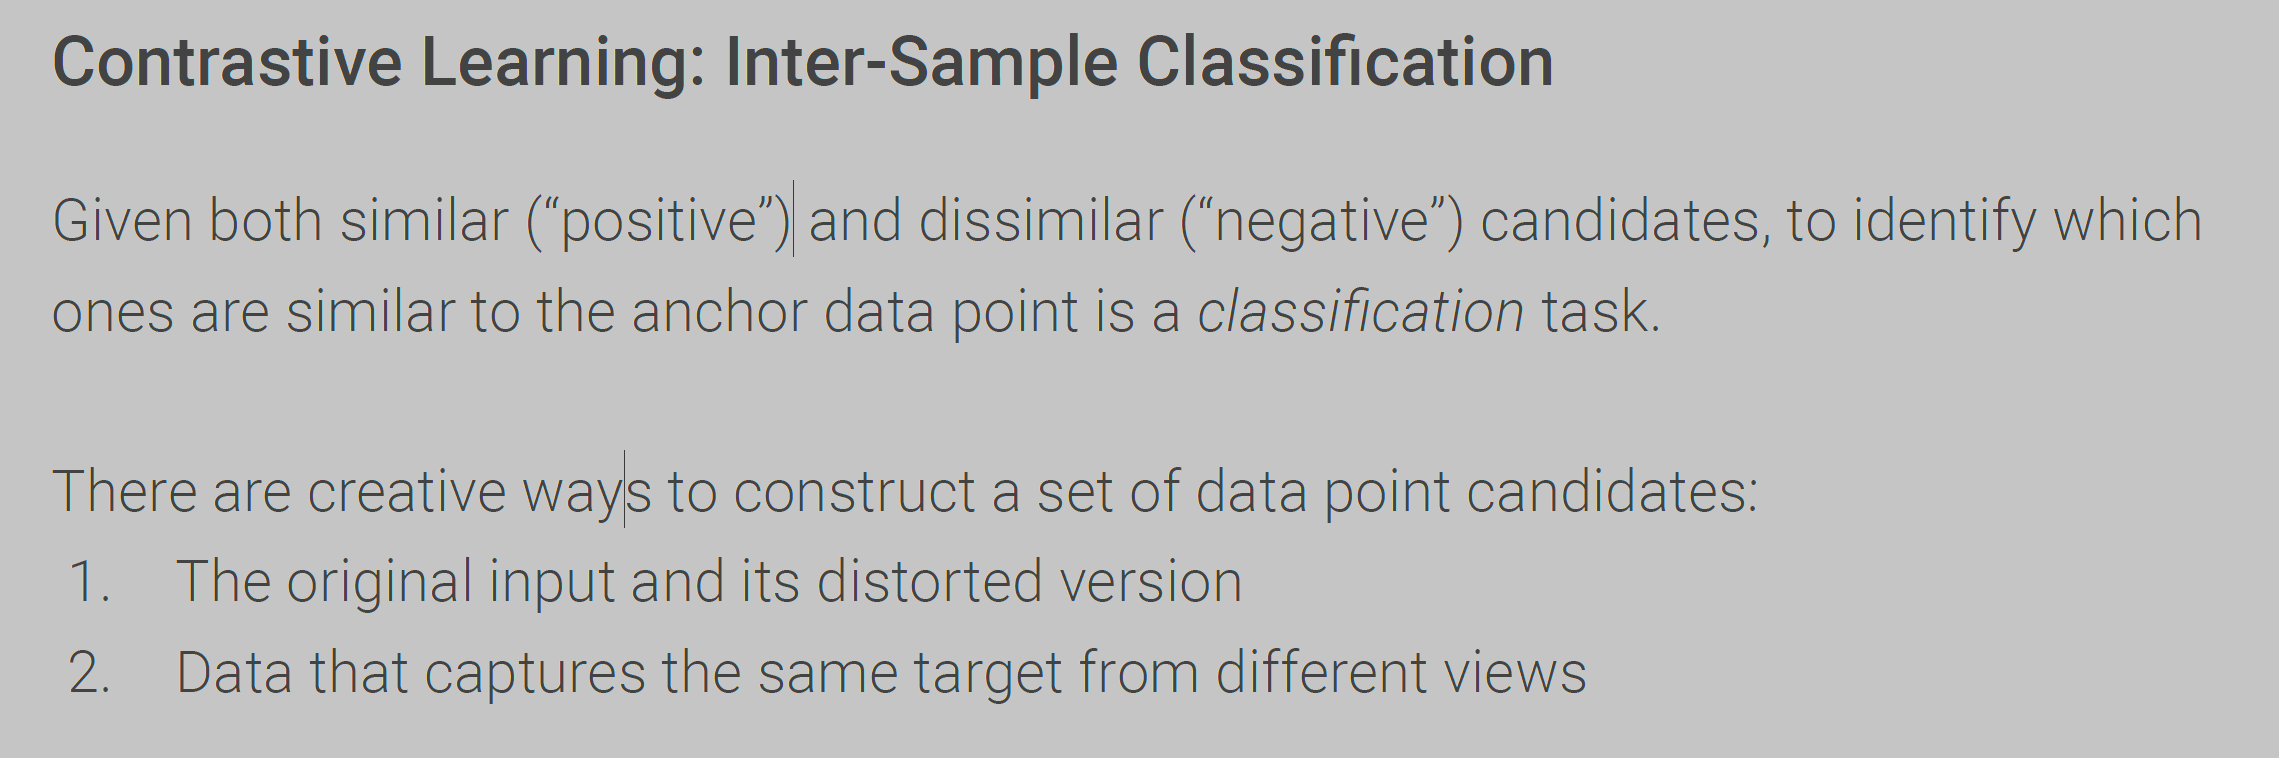 Contrastive Learning: Inter-Sample Classification
Given both similar (“positive”) and dissimilar (“negative”) candidates, to identify which
ones are similar to the anchor data point is a classification task.
There are creative ways to construct a set of data point candidates:
1. The original input and its distorted version
2. Data that captures the same target from different views